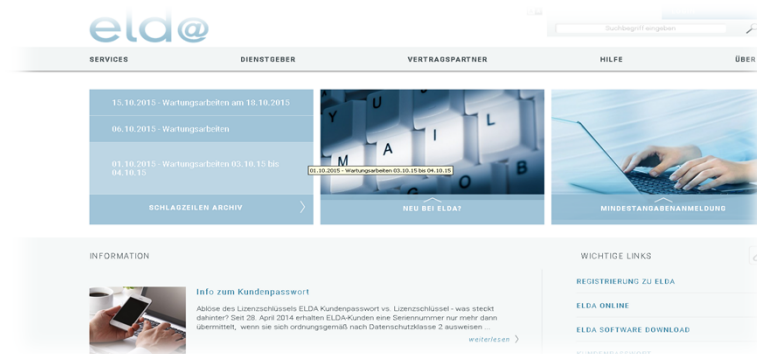 elda
Suchbegriff eingeben
SERVICES DIENSTGEBER VERTRAGSPARTNER HILFE ÜBER
15.10.2015 - Wartungsarbeiten am 18.10.2015
06.10.2015 - Wartungsarbeiten
01.10.2015 - Wartungsarbeiten 03.10.15 bis
04.10.15
SCHLAGZEILEN ARCHIV
Y U
A L
M A I L
G O B
01.10.2015 - Wartungsarbeiten 03.10.15 bis 04.10.15
NEU BEI ELDA?
MINDESTANGABENANMELDUNG
INFORMATION
Info zum Kundenpasswort
Ablöse des Lizenzschlüssels ELDA Kundenpasswort vs. Lizenzschlüssel - was steckt
dahinter? Seit 28. April 2014 erhalten ELDA-Kunden eine Seriennummer nur mehr dann
übermittelt, wenn sie sich ordnungsgemäß nach Datenschutzklasse 2 ausweisen ...
weiterlesen
WICHTIGE LINKS
REGISTRIERUNG ZU ELDA
ELDA ONLINE
ELDA SOFTWARE DOWNLOAD